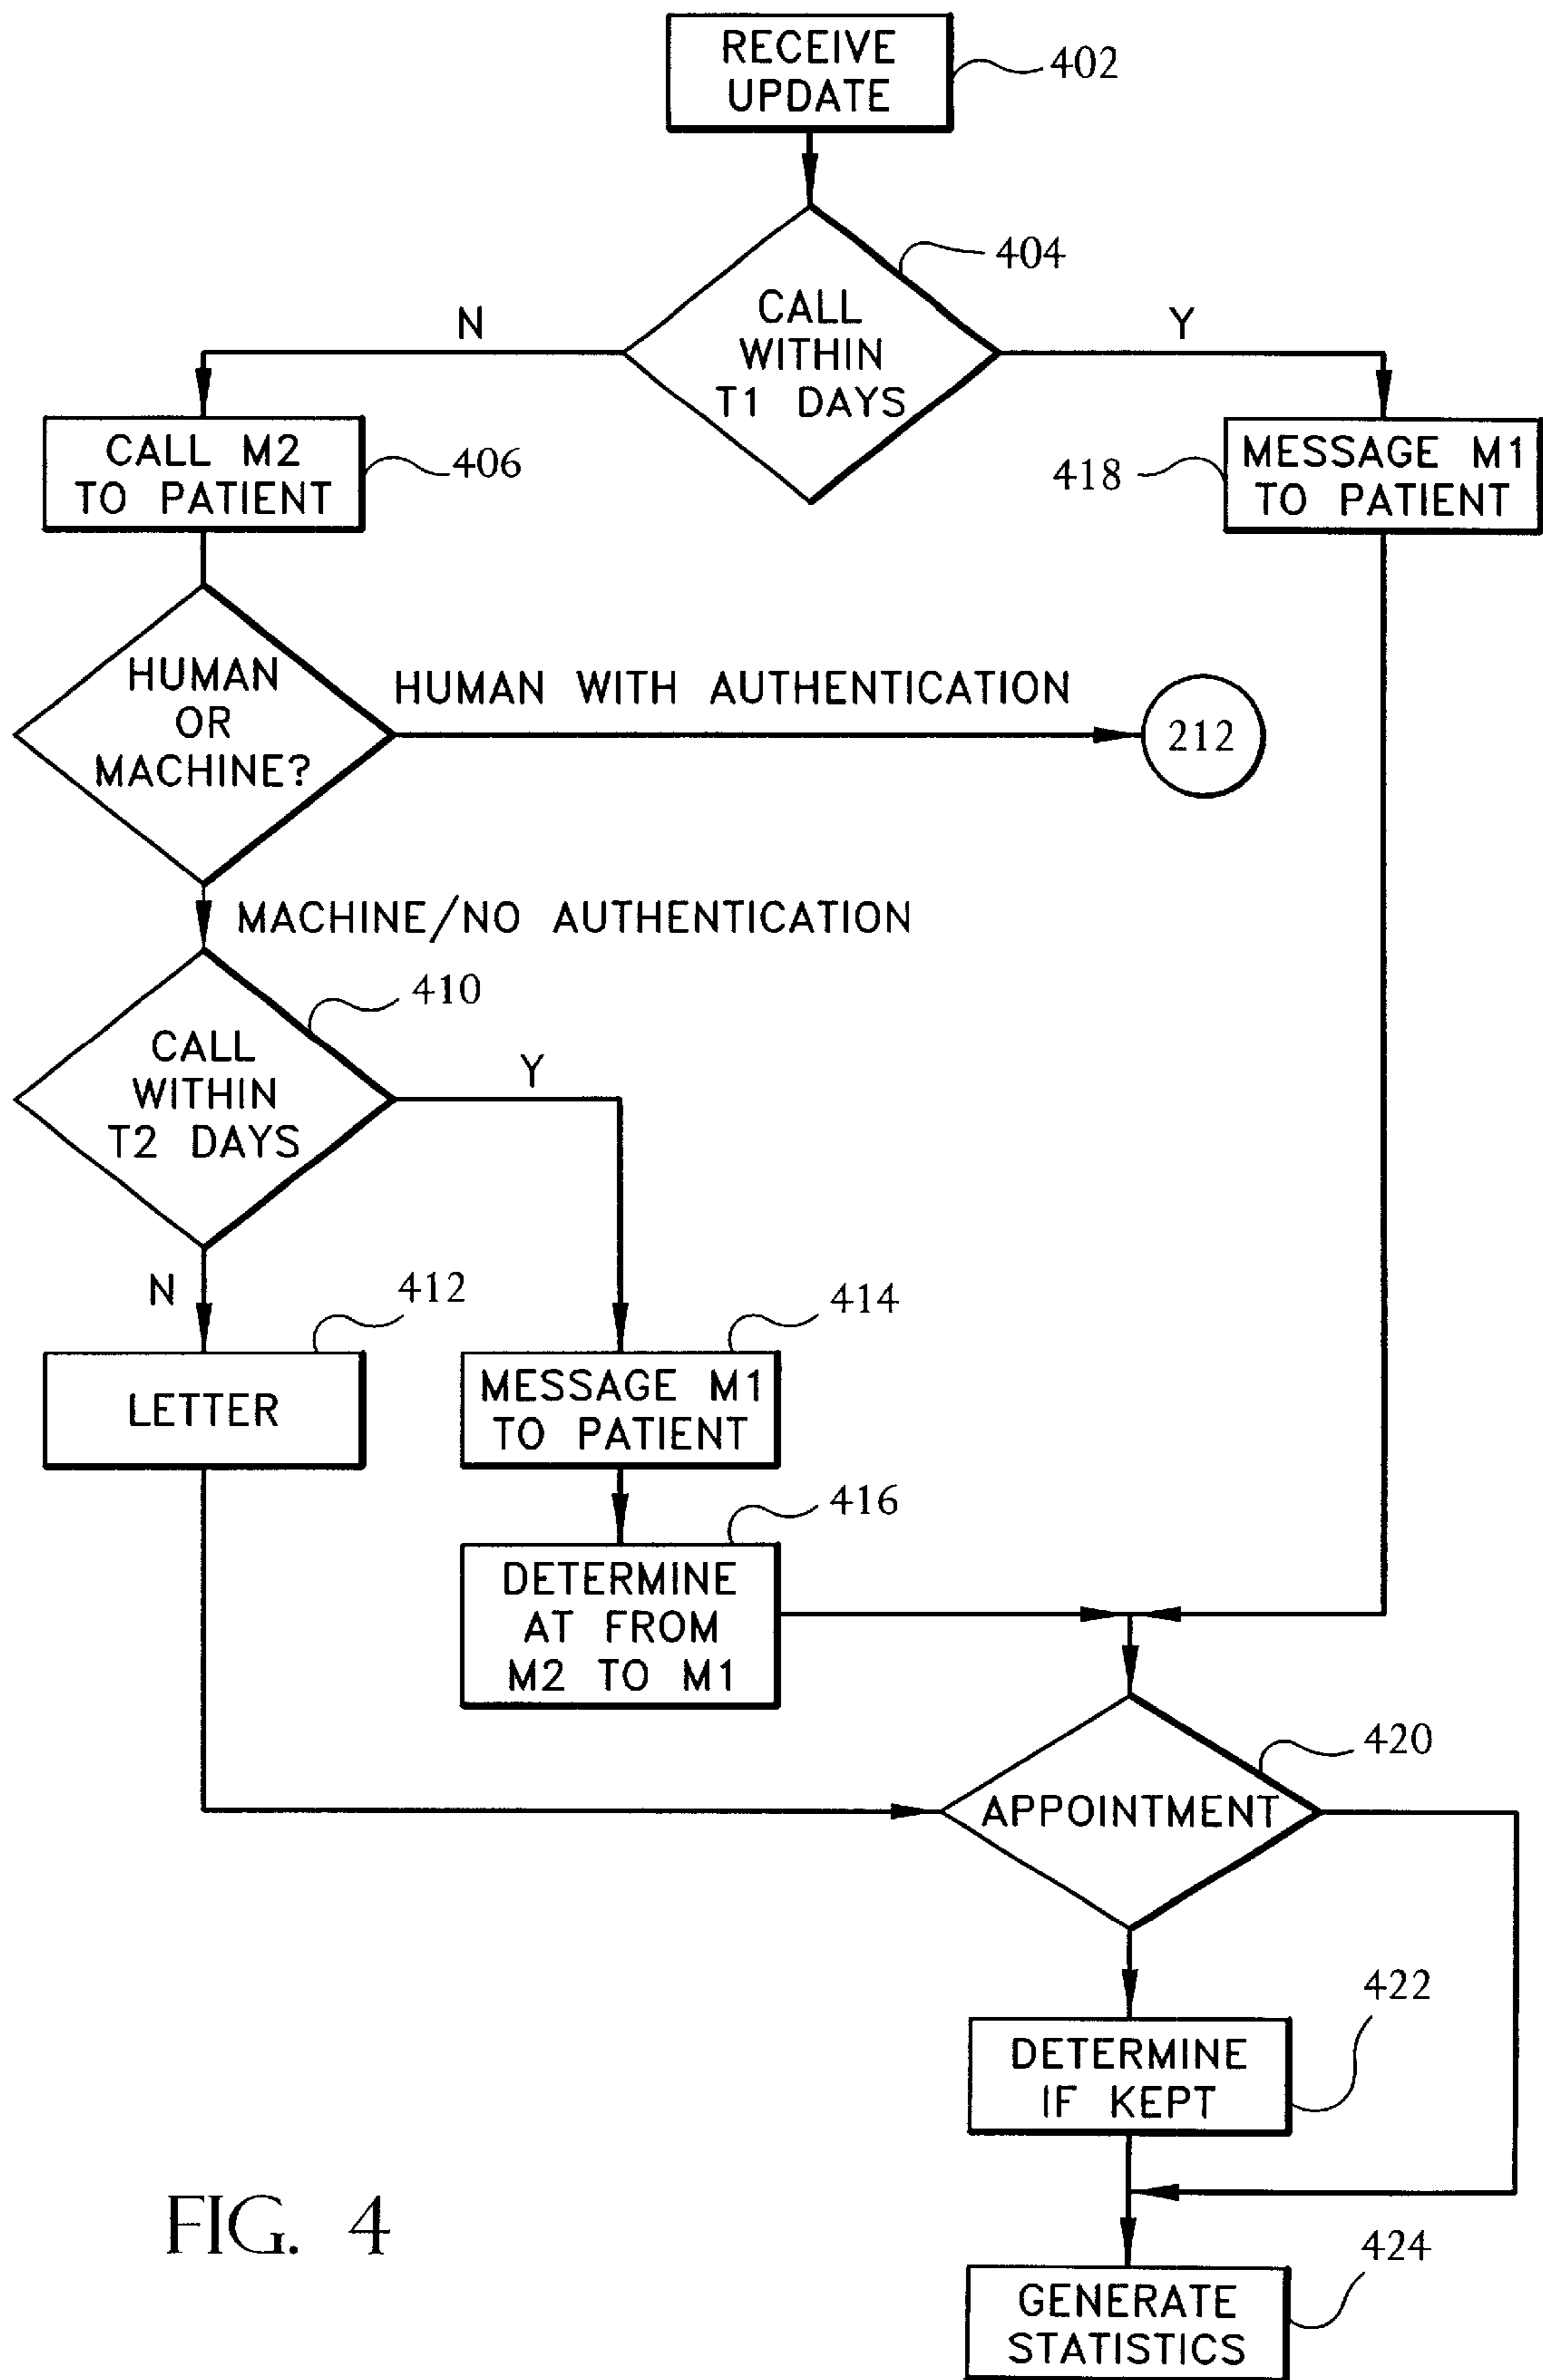 RECEIVE
UPDATE
402
404
CALL
WITHIN
T1 DAYS
N
Y
CALL M2
TO PATIENT
406
418
MESSAGE M1
TO PATIENT
HUMAN
OR
MACHINE?
HUMAN WITH AUTHENTICATION
212
MACHINE/NO AUTHENTICATION
410
CALL
WITHIN
T2 DAYS
Y
N
412
LETTER
414
MESSAGE M1
TO PATIENT
416
DETERMINE
AT FROM
M2 TO M1
420
APPOINTMENT
422
DETERMINE
IF KEPT
424
GENERATE
STATISTICS
FIG. 4